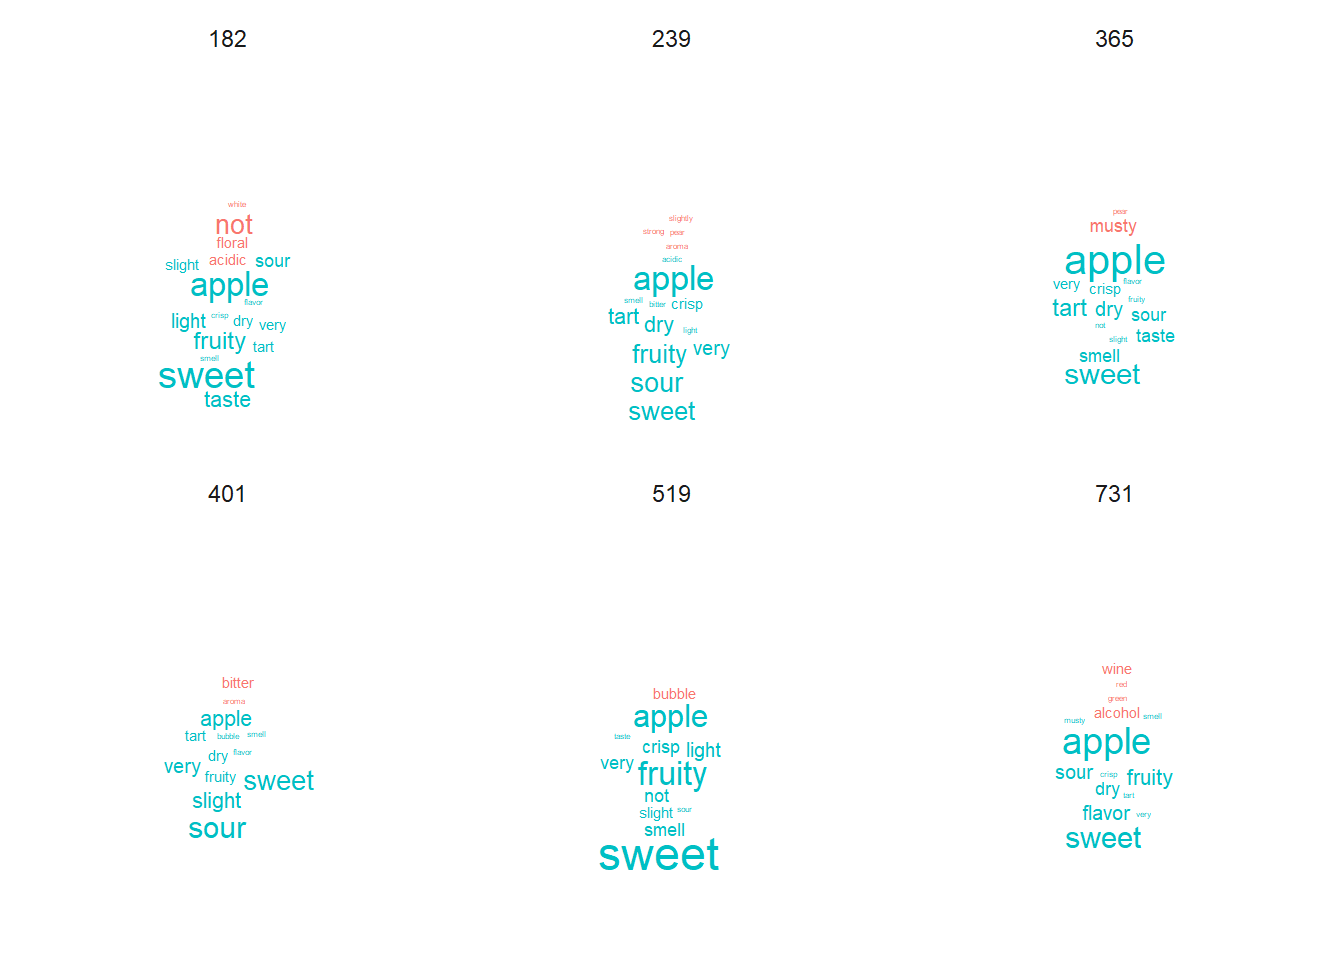 182
white
not
floral
slight acidic sour
apple
flavor
light crisp dry very
fruity tart
smell
sweet
taste
239
slightly
strong pear
aroma
acidic
apple
smell bitter crisp
tart dry light
fruity very
sour
sweet
365
pear
musty
apple
very crisp flavor
fruity
tart dry sour
not
slight taste
smell
sweet
401
bitter
aroma
apple
tart bubble smell
dry flavor
very fruity sweet
slight
sour
519
bubble
apple
taste
crisp light
very fruity
not
slight sour
smell
sweet
731
wine
red
green
musty alcohol smell
apple
sour crisp fruity
dry tart
flavor very
sweet